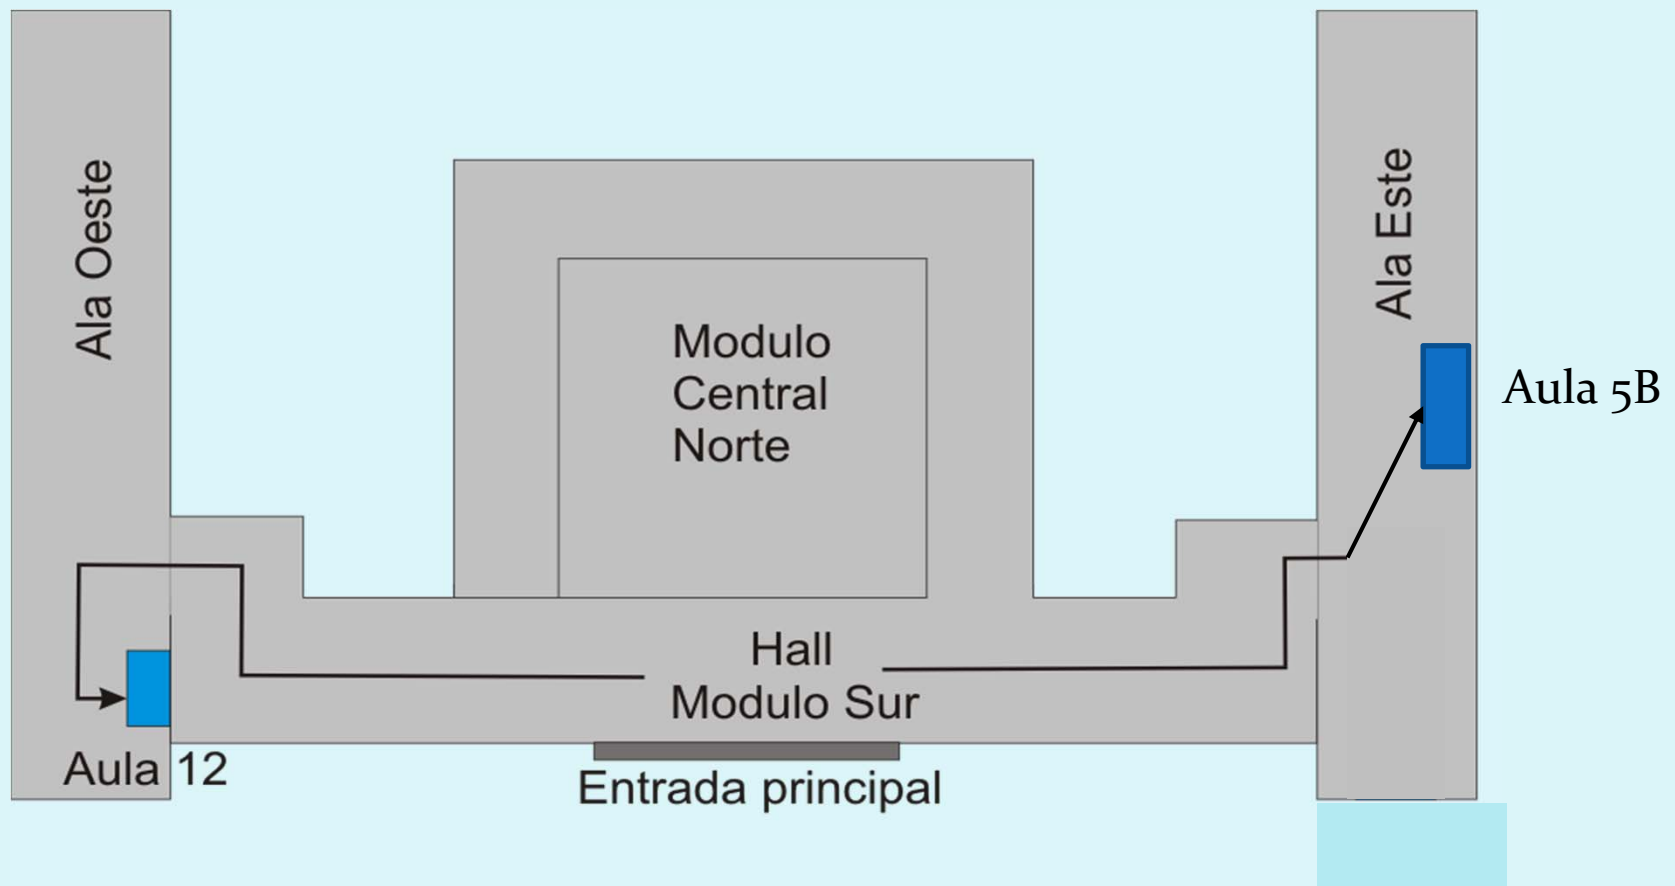 Ala Oeste
Modulo
Central
Norte
Ala Este
Aula 5B
Hall
Modulo Sur
Aula 12
Entrada principal